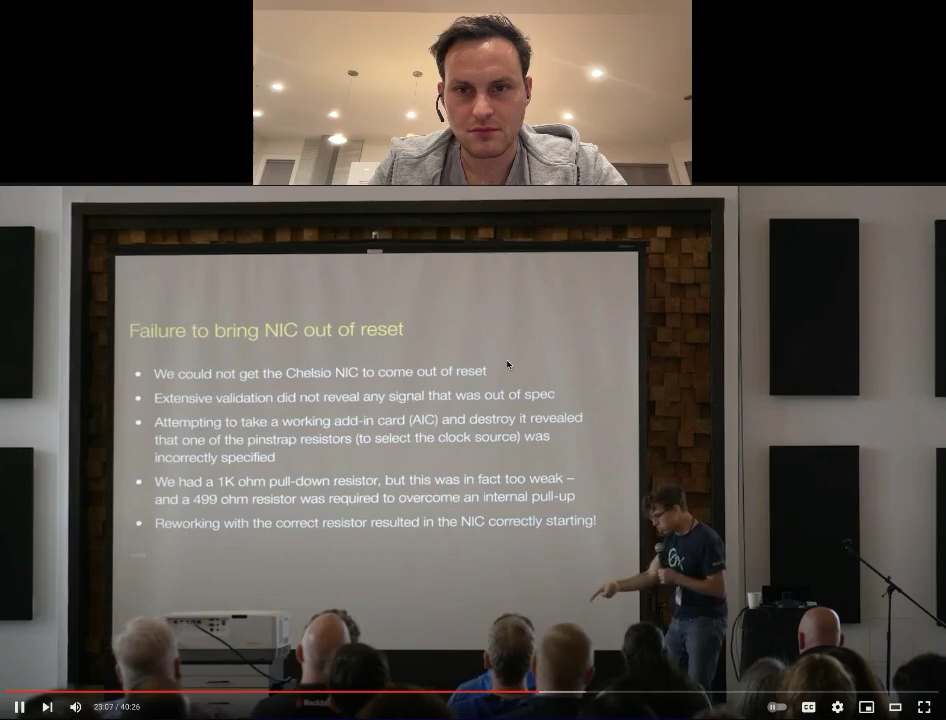 Failure to bring NIC out of reset
• We could not get the Chelsio NIC to come out of reset
• Extensive validation did not reveal any signal that was out of spec
• Attempting to take a working add-in card (AIC) and destroy it revealed
that one of the pinstrap resistors (to select the clock source) was
incorrectly specified
• We had a 1K ohm pull-down resistor, but this was in fact too weak –
and a 499 ohm resistor was required to overcome an internal pull-up
• Reworking with the correct resistor resulted in the NIC correctly starting!
23:07 / 40:26
CC